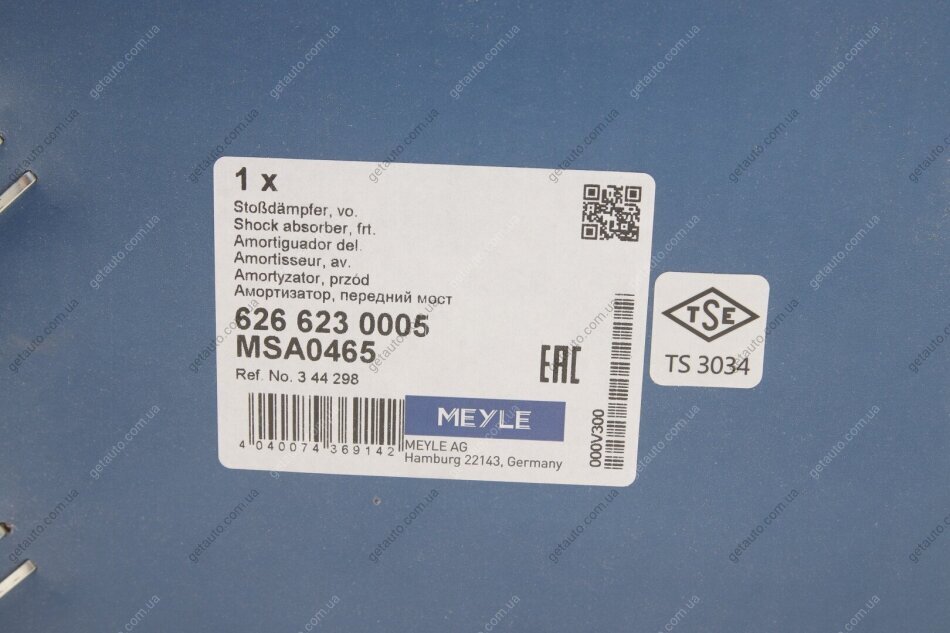 1 x
Stoßdämpfer, vo.
Shock absorber, frt.
Amortiguador del.
Amortisseur, av.
Amortyzator, przód
Амортизатор, передний мост
626 623 0005
MSA0465
Ref. No. 3 44 298
EAC
MEYLE
4 040074 369142
MEYLE AG
Hamburg 22143, Germany
000V300
TSE
TS 3034
getauto.com.ua